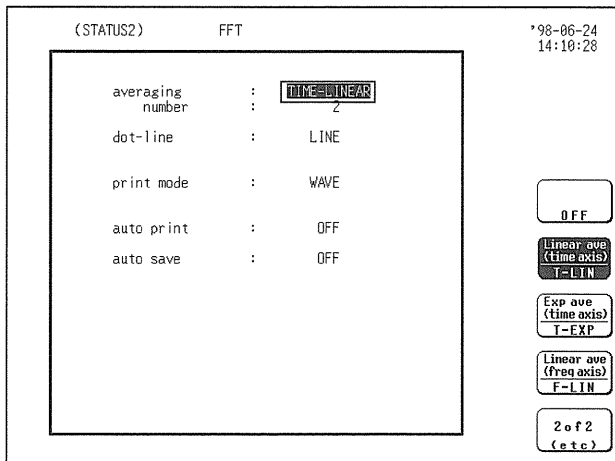 (STATUS2) FFT '98-06-24
14:10:28
averaging : TIME-LINEAR
number : 2
dot-line : LINE
print mode : WAVE
auto print : OFF
auto save : OFF
OFF
Linear ave
(time axis)
T-LIN
Exp ave
(time axis)
T-EXP
Linear ave
(freq axis)
F-LIN
2 of 2
(etc)